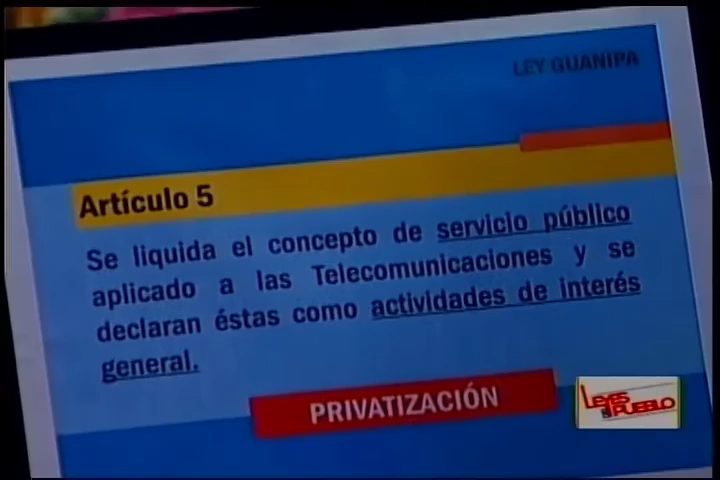 LEY GUANIPA
Artículo 5
Se liquida el concepto de servicio público
aplicado a las Telecomunicaciones y se
declaran éstas como actividades de interés
general.
PRIVATIZACIÓN
Leyes
PUEBLO